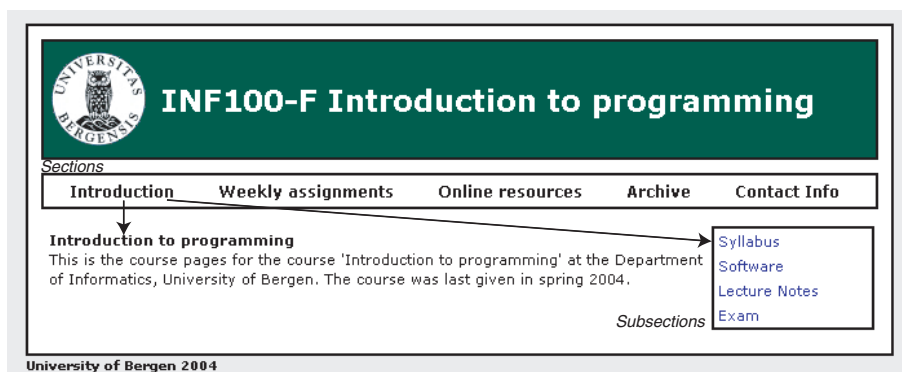 UNIVERSITAS BERGENSIS
INF100-F Introduction to programming
Sections
Introduction Weekly assignments Online resources Archive Contact Info
Introduction to programming
This is the course pages for the course 'Introduction to programming' at the Department
of Informatics, University of Bergen. The course was last given in spring 2004.
Syllabus
Software
Lecture Notes
Exam
Subsections
University of Bergen 2004